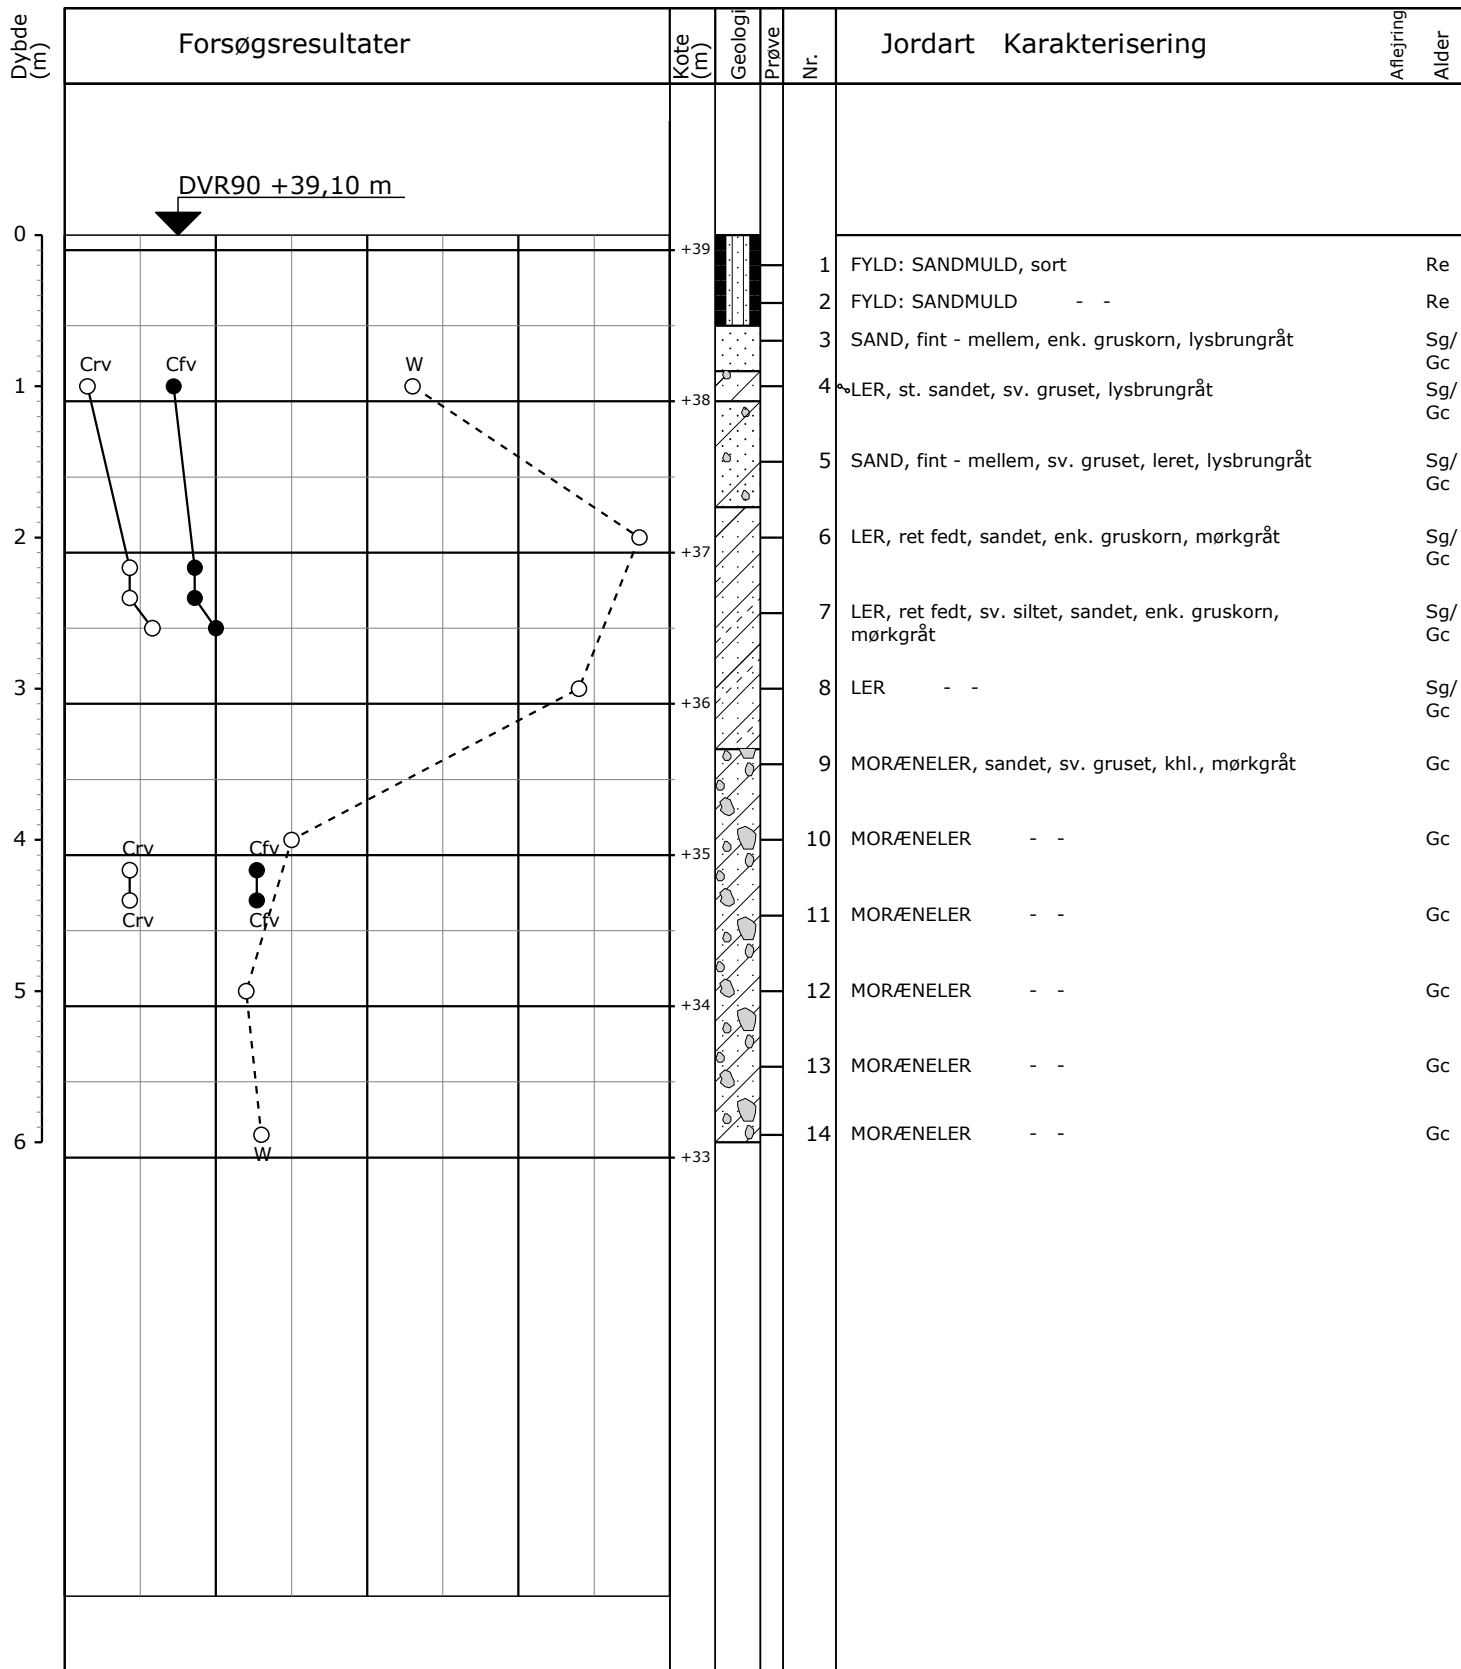 Dybde (m)
Forsøgsresultater
Kote (m)
Geologi
Prøve
Nr.
Jordart Karakterisering
Aflejring
Alder
DVR90 +39,10 m
0
+39
1 FYLD: SANDMULD, sort Re
2 FYLD: SANDMULD - - Re
3 SAND, fint - mellem, enk. gruskorn, lysbrungråt Sg/
Gc
Crv Cfv W
1
4 LER, st. sandet, sv. gruset, lysbrungråt Sg/
Gc
+38
5 SAND, fint - mellem, sv. gruset, leret, lysbrungråt Sg/
Gc
2
6 LER, ret fedt, sandet, enk. gruskorn, mørkgråt Sg/
Gc
+37
7 LER, ret fedt, sv. siltet, sandet, enk. gruskorn, Sg/
mørkgråt Gc
3
8 LER - - Sg/
Gc
+36
9 MORÆNELER, sandet, sv. gruset, khl., mørkgråt Gc
4
10 MORÆNELER - - Gc
Crv Cfv
+35
Crv Cfv
11 MORÆNELER - - Gc
5
12 MORÆNELER - - Gc
+34
13 MORÆNELER - - Gc
6
14 MORÆNELER - - Gc
W
+33